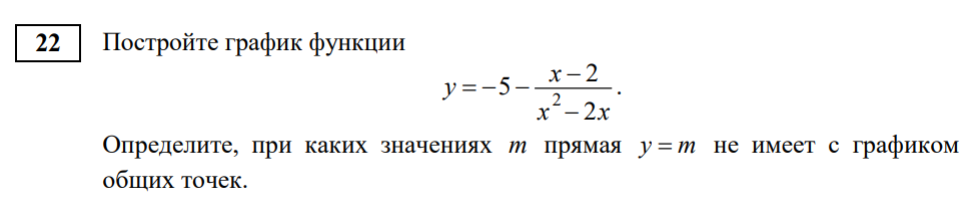 22 Постройте график функции
y = −5 − (x − 2)/(x² − 2x).
Определите, при каких значениях m прямая y = m не имеет с графиком
общих точек.